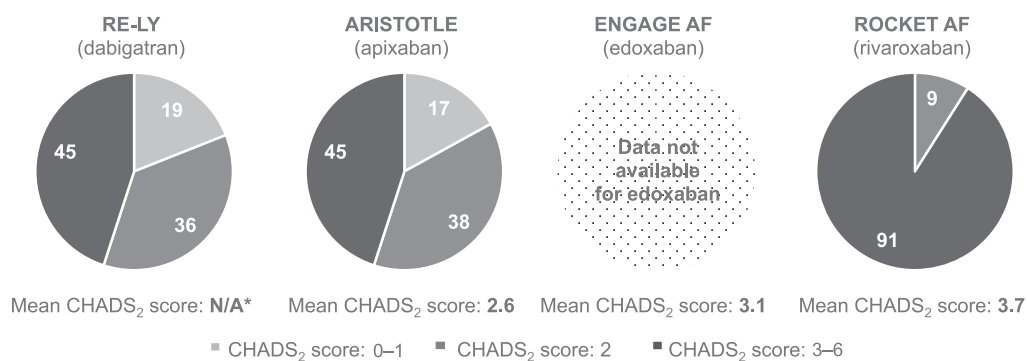 RE-LY
(dabigatran)
ARISTOTLE
(apixaban)
ENGAGE AF
(edoxaban)
ROCKET AF
(rivaroxaban)
19
45
36
17
45
38
Data not
available
for edoxaban
9
91
Mean CHADS₂ score: N/A*
Mean CHADS₂ score: 2.6
Mean CHADS₂ score: 3.1
Mean CHADS₂ score: 3.7
CHADS₂ score: 0–1
CHADS₂ score: 2
CHADS₂ score: 3–6